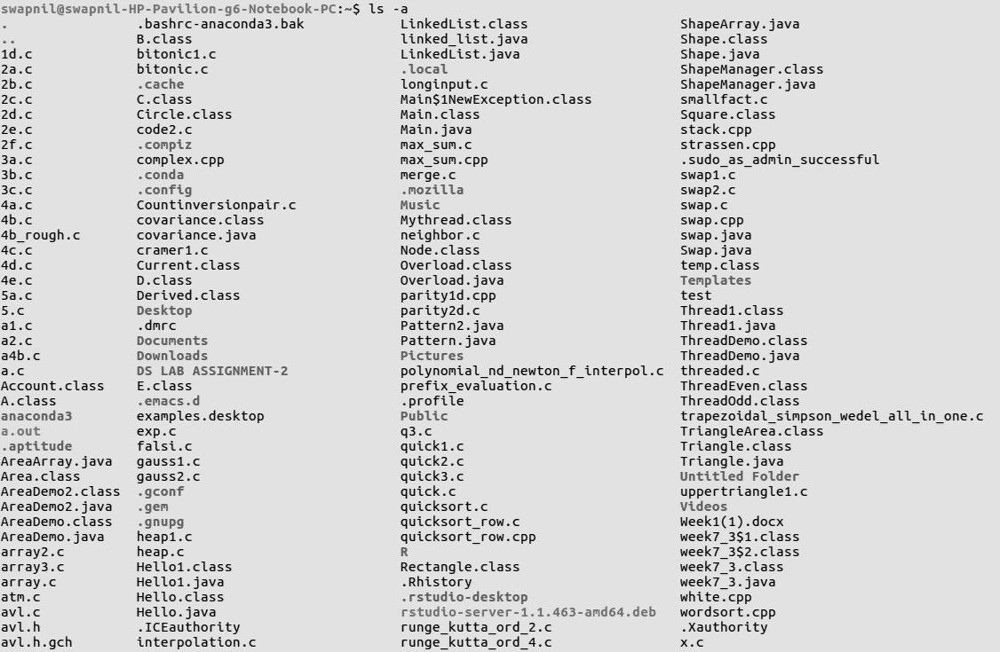 swapnil@swapnil-HP-Pavilion-g6-Notebook-PC:~$ ls -a
. .bashrc-anaconda3.bak LinkedList.class ShapeArray.java
.. B.class linked_list.java Shape.class
1d.c bitonic1.c LinkedList.java Shape.java
2a.c bitonic.c .local ShapeManager.class
2b.c .cache longinput.c ShapeManager.java
2c.c C.class Main$1NewException.class smallfact.c
2d.c Circle.class Main.class Square.class
2e.c code2.c Main.java stack.cpp
2f.c .compiz max_sum.c strassen.cpp
3a.c complex.cpp max_sum.cpp .sudo_as_admin_successful
3b.c .conda merge.c swap1.c
3c.c .config .mozilla swap2.c
4a.c Countinversionpair.c Music swap.c
4b.c covariance.class Mythread.class swap.cpp
4b_rough.c covariance.java neighbor.c swap.java
4c.c cramer1.c Node.class Swap.java
4d.c Current.class Overload.class temp.class
4e.c D.class Overload.java Templates
5a.c Derived.class parity1d.cpp test
5.c Desktop parity2d.c Thread1.class
a1.c .dmrc Pattern2.java Thread1.java
a2.c Documents Pattern.java ThreadDemo.class
a4b.c Downloads Pictures ThreadDemo.java
a.c DS LAB ASSIGNMENT-2 polynomial_nd_newton_f_interpol.c threaded.c
Account.class E.class prefix_evaluation.c ThreadEven.class
A.class .emacs.d .profile ThreadOdd.class
anaconda3 examples.desktop Public trapezoidal_simpson_wedel_all_in_one.c
a.out exp.c q3.c TriangleArea.class
.aptitude falsi.c quick1.c Triangle.class
AreaArray.java gauss1.c quick2.c Triangle.java
Area.class gauss2.c quick3.c Untitled Folder
AreaDemo2.class .gconf quick.c uppertriangle1.c
AreaDemo2.java .gem quicksort.c Videos
AreaDemo.class .gnupg quicksort_row.c Week1(1).docx
AreaDemo.java heap1.c quicksort_row.cpp week7_3$1.class
array2.c heap.c R week7_3$2.class
array3.c Hello1.class Rectangle.class week7_3.class
array.c Hello1.java .Rhistory week7_3.java
atm.c Hello.class .rstudio-desktop white.cpp
avl.c Hello.java rstudio-server-1.1.463-amd64.deb wordsort.cpp
avl.h .ICEauthority runge_kutta_ord_2.c .Xauthority
avl.h.gch interpolation.c runge_kutta_ord_4.c x.c